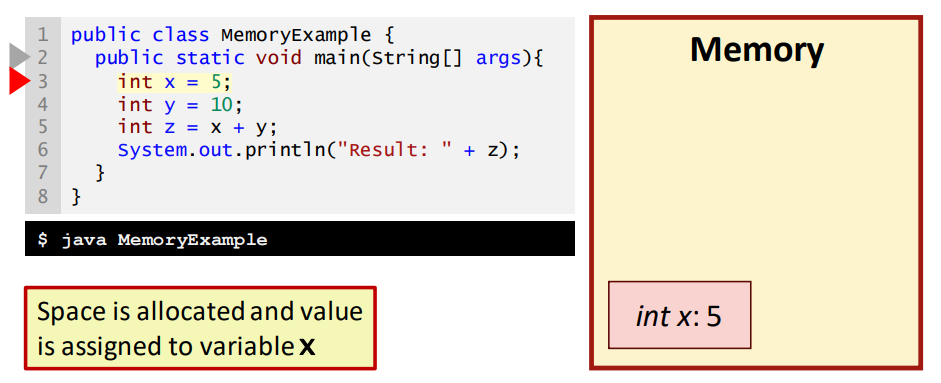 1 public class MemoryExample {
2   public static void main(String[] args){
3     int x = 5;
4     int y = 10;
5     int z = x + y;
6     System.out.println("Result: " + z);
7   }
8 }
$ java MemoryExample
Space is allocated and value
is assigned to variable x
Memory
int x: 5